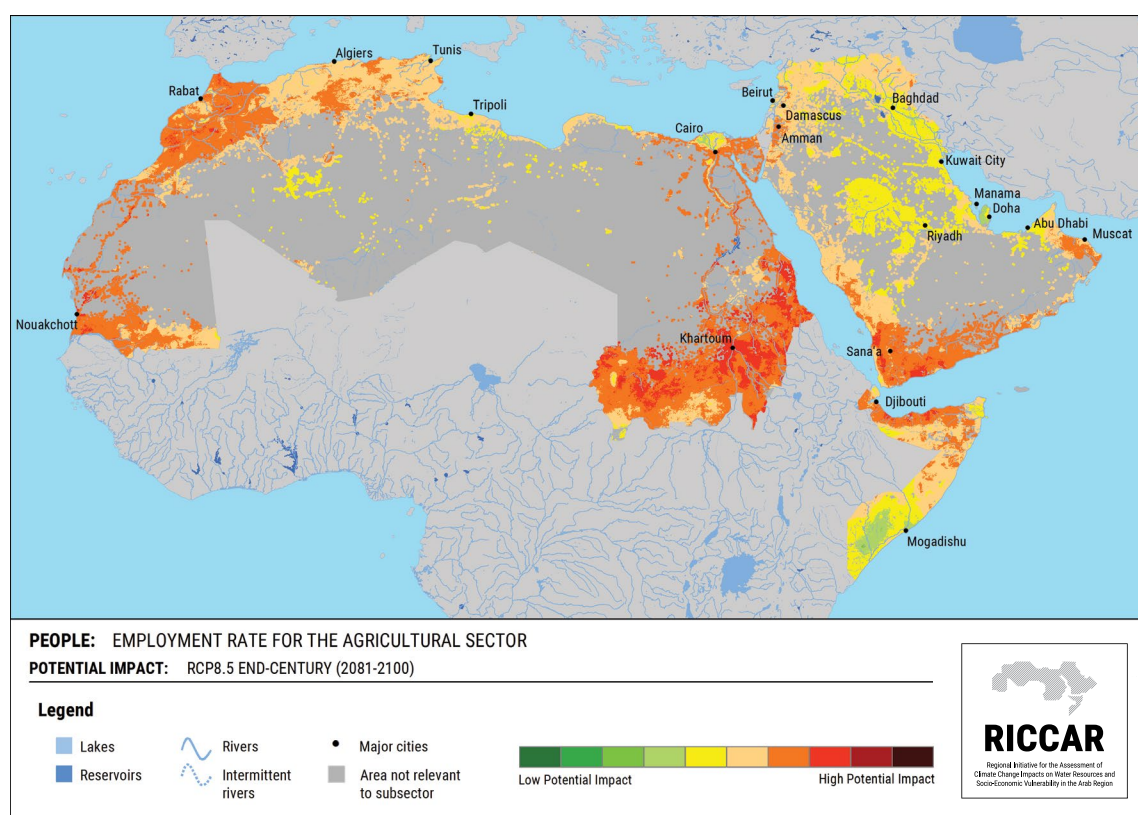 Algiers
Tunis
Rabat
Tripoli
Beirut
Baghdad
Damascus
Cairo
Amman
Kuwait City
Manama
Doha
Abu Dhabi
Riyadh
Muscat
Nouakchott
Khartoum
Sana'a
Djibouti
Mogadishu
PEOPLE: EMPLOYMENT RATE FOR THE AGRICULTURAL SECTOR
POTENTIAL IMPACT: RCP8.5 END-CENTURY (2081-2100)
Legend
Lakes
Reservoirs
Rivers
Intermittent
rivers
Major cities
Area not relevant
to subsector
Low Potential Impact
High Potential Impact
RICCAR
Regional Initiative for the Assessment of
Climate Change Impacts on Water Resources and
Socio-Economic Vulnerability in the Arab Region